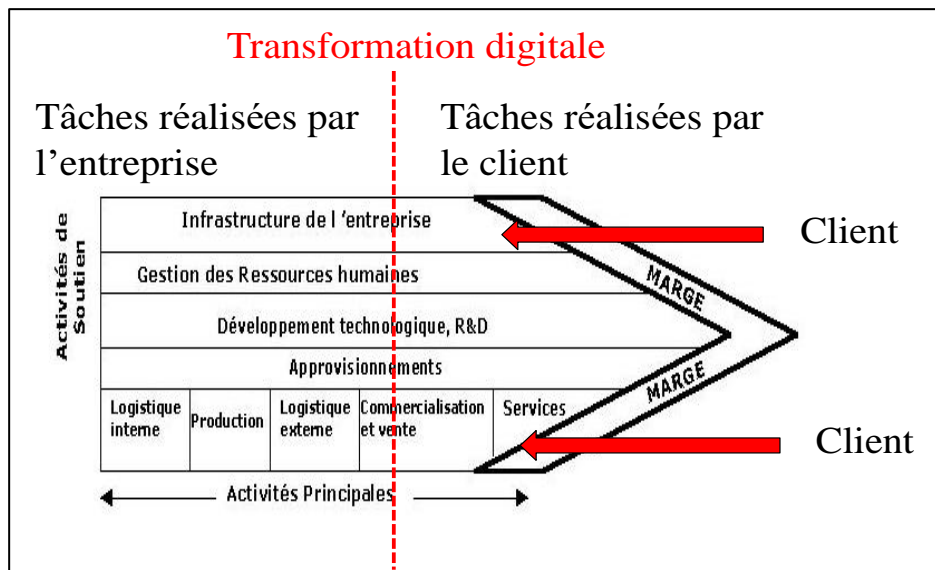 Transformation digitale
Tâches réalisées par
l’entreprise
Tâches réalisées par
le client
Activités de
Soutien
Infrastructure de l ‘entreprise
Gestion des Ressources humaines
Développement technologique, R&D
Approvisionnements
Logistique
interne
Production
Logistique
externe
Commercialisation
et vente
Services
MARGE
MARGE
Client
Client
Activités Principales